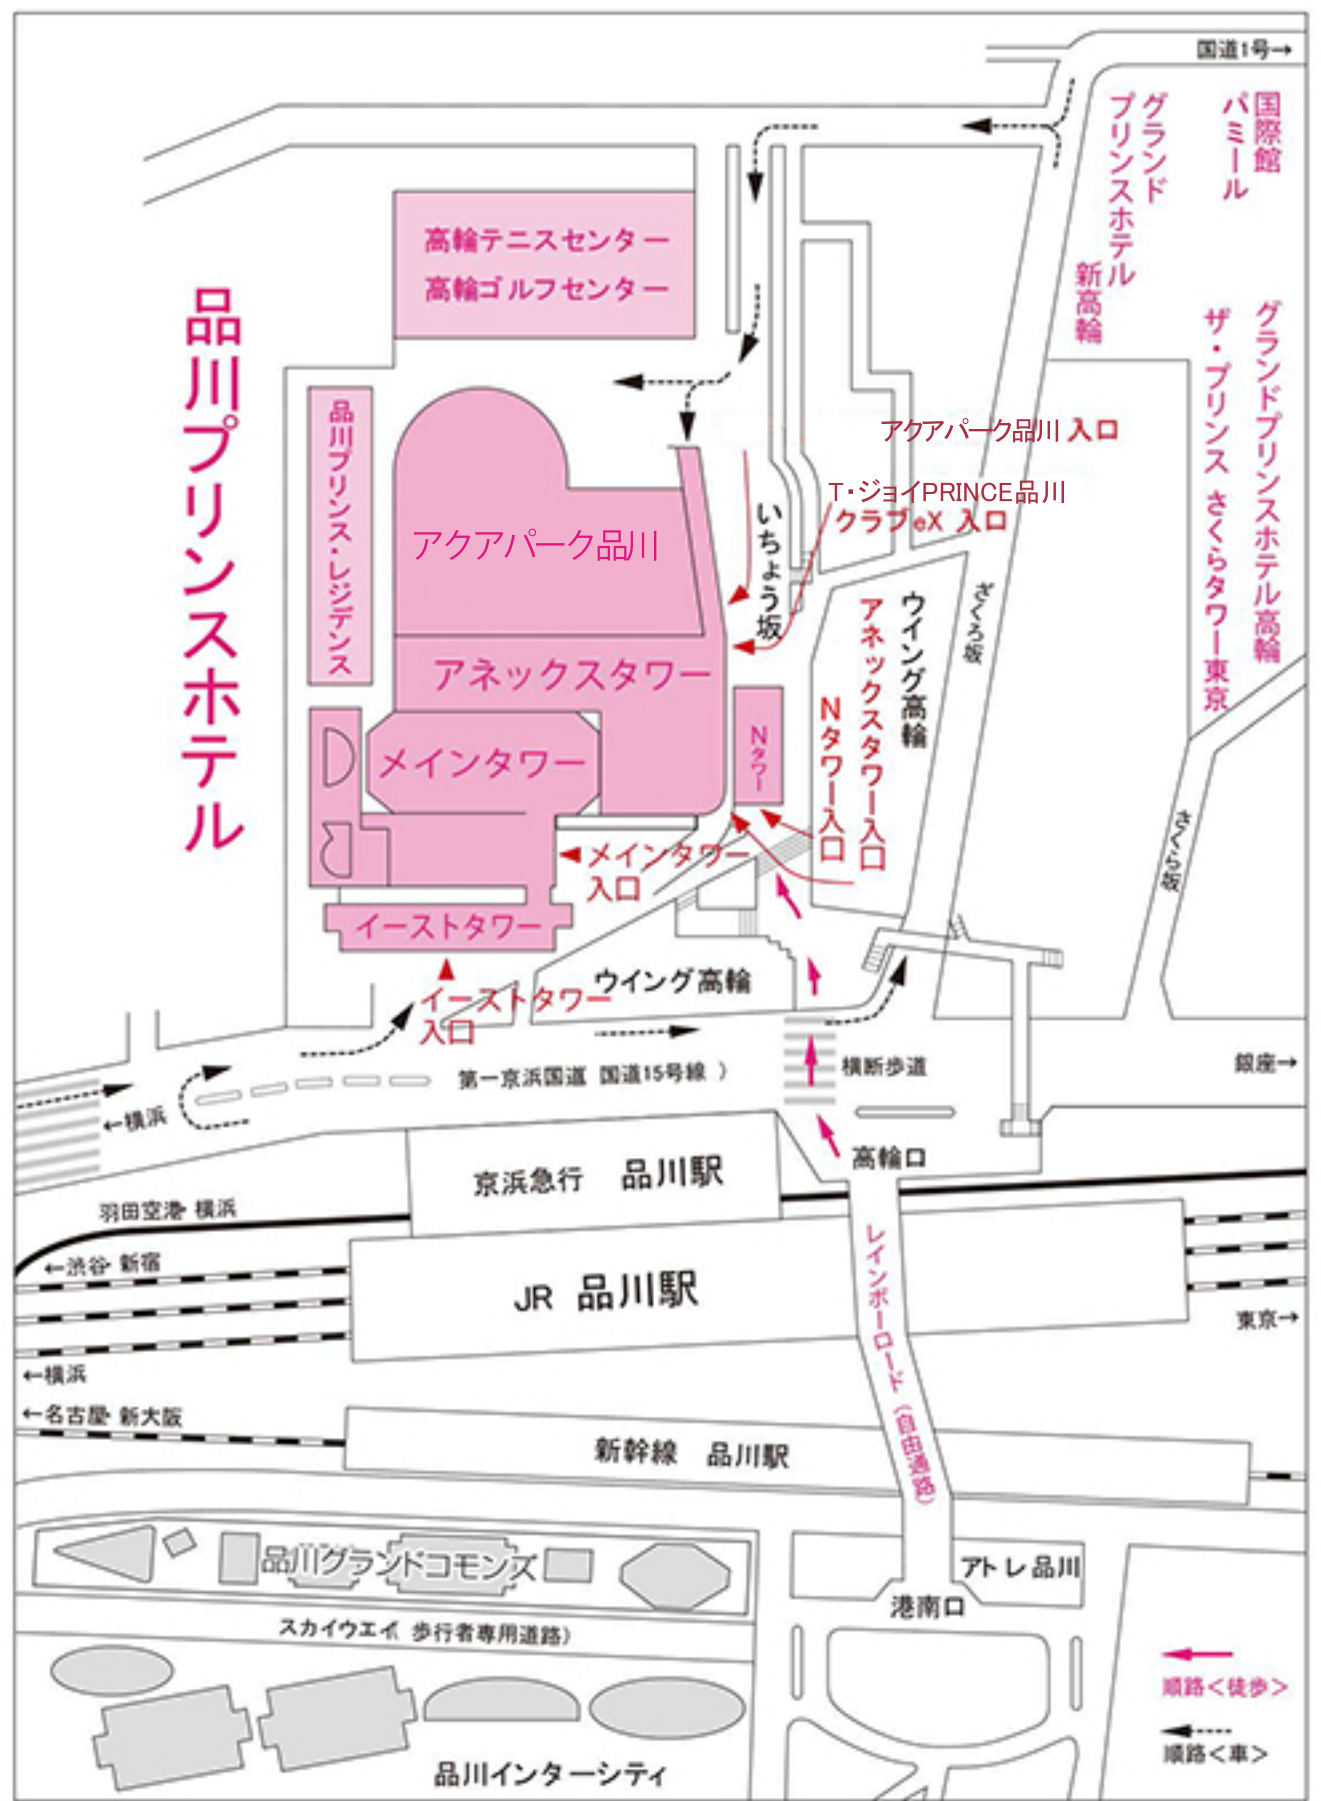 国道1号→
グランド
プリンスホテル
新高輪
国際館
パミール
高輪テニスセンター
高輪ゴルフセンター
品川プリンスホテル
グランドプリンスホテル高輪
ザ・プリンス さくらタワー東京
品川プリンス・レジデンス
アクアパーク品川 入口
T・ジョイPRINCE品川
クラブeX 入口
アクアパーク品川
いちょう坂
ざくろ坂
ウイング高輪
アネックスタワー入口
Nタワー入口
アネックスタワー
Nタワー
メインタワー
さくら坂
メインタワー
入口
イーストタワー
ウイング高輪
イーストタワー
入口
第一京浜国道 国道15号線 )
横断歩道
銀座→
←横浜
高輪口
京浜急行 品川駅
羽田空港 横浜
←渋谷 新宿
JR 品川駅
レインボーロード(自由通路)
東京→
←横浜
←名古屋 新大阪
新幹線 品川駅
品川グランドコモンズ
アトレ品川
港南口
スカイウエイ( 歩行者専用道路)
順路<徒歩>
順路<車>
品川インターシティ